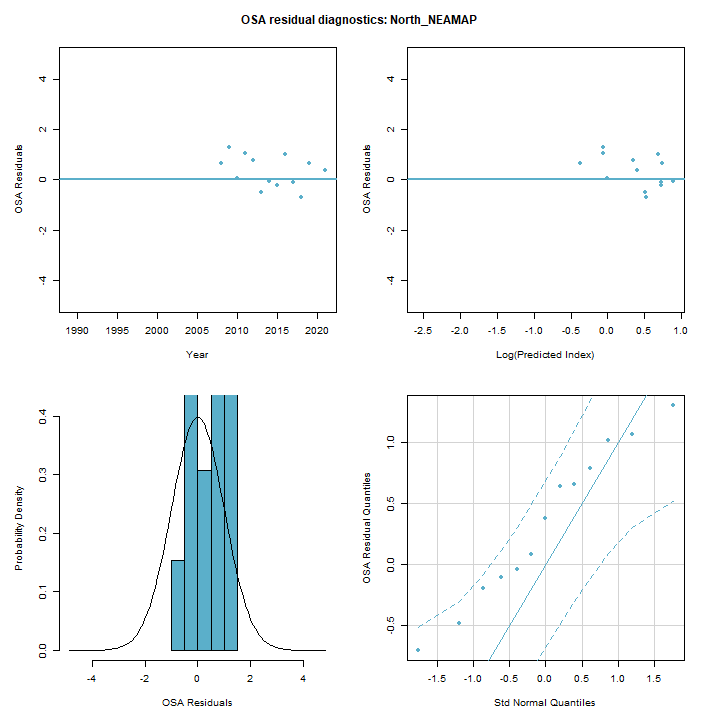 OSA residual diagnostics: North_NEAMAP
OSA Residuals
4
2
0
-2
-4
1990 1995 2000 2005 2010 2015 2020
Year
OSA Residuals
4
2
0
-2
-4
-2.5 -2.0 -1.5 -1.0 -0.5 0.0 0.5 1.0
Log(Predicted Index)
Probability Density
0.4
0.3
0.2
0.1
0.0
-4 -2 0 2 4
OSA Residuals
OSA Residual Quantiles
1.0
0.5
0.0
-0.5
-1.5 -1.0 -0.5 0.0 0.5 1.0 1.5
Std Normal Quantiles